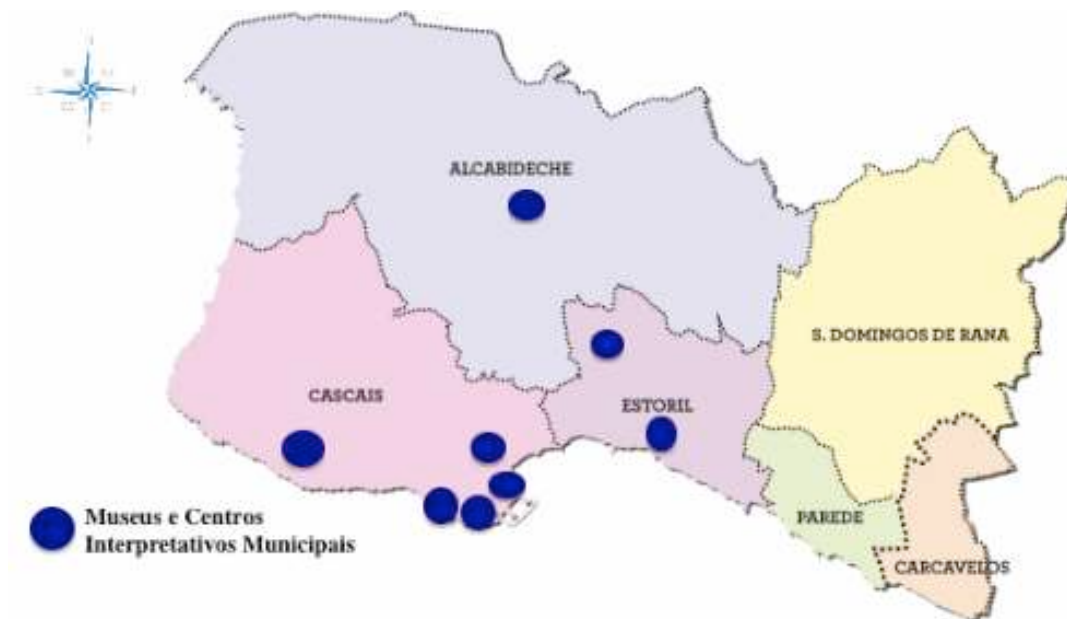 ALCABIDECHE
S. DOMINGOS DE RANA
CASCAIS
ESTORIL
Museus e Centros
Interpretativos Municipais
PAREDE
CARCAVELOS